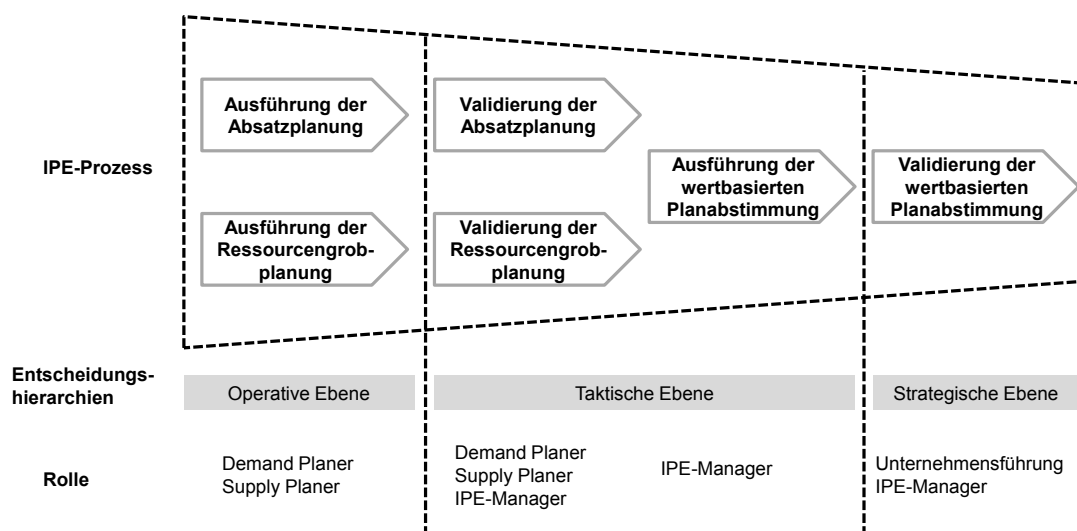 IPE-Prozess
Ausführung der
Absatzplanung
Validierung der
Absatzplanung
Ausführung der
wertbasierten
Planabstimmung
Validierung der
wertbasierten
Planabstimmung
Ausführung der
Ressourcengrob-
planung
Validierung der
Ressourcengrob-
planung
Entscheidungs-
hierarchien
Operative Ebene
Taktische Ebene
Strategische Ebene
Rolle
Demand Planer
Supply Planer
Demand Planer
Supply Planer
IPE-Manager
IPE-Manager
Unternehmensführung
IPE-Manager